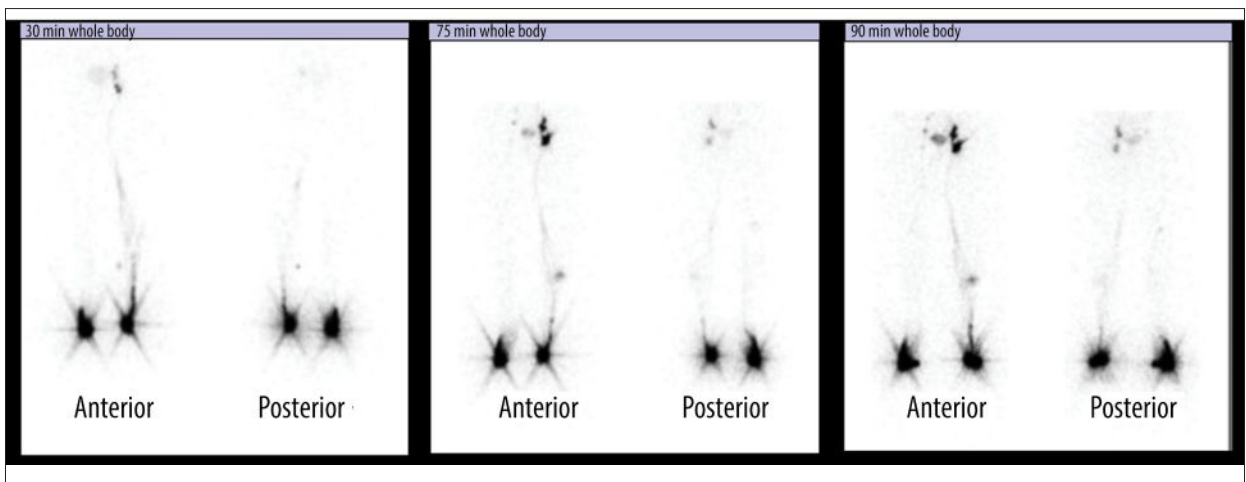 30 min whole body
Anterior
Posterior
75 min whole body
Anterior
Posterior
90 min whole body
Anterior
Posterior